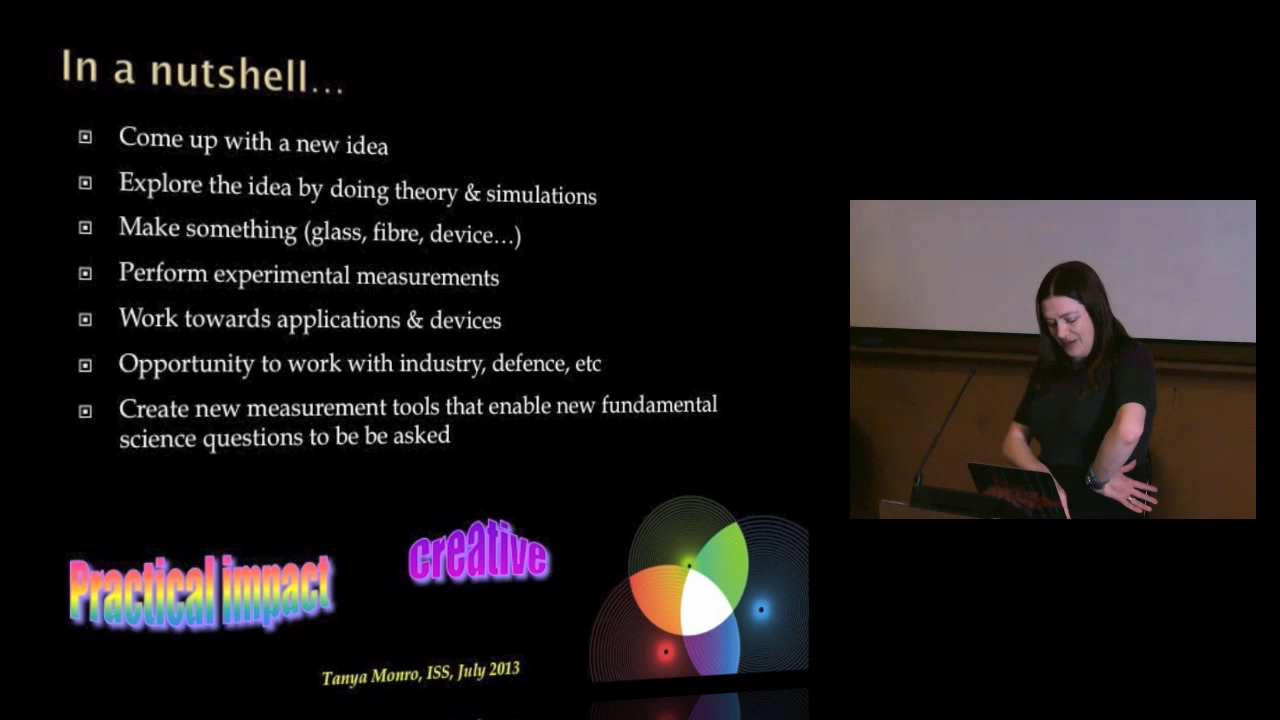 In a nutshell...
Come up with a new idea
Explore the idea by doing theory & simulations
Make something (glass, fibre, device...)
Perform experimental measurements
Work towards applications & devices
Opportunity to work with industry, defence, etc
Create new measurement tools that enable new fundamental
science questions to be be asked
creative
Practical impact
Tanya Monro, ISS, July 2013